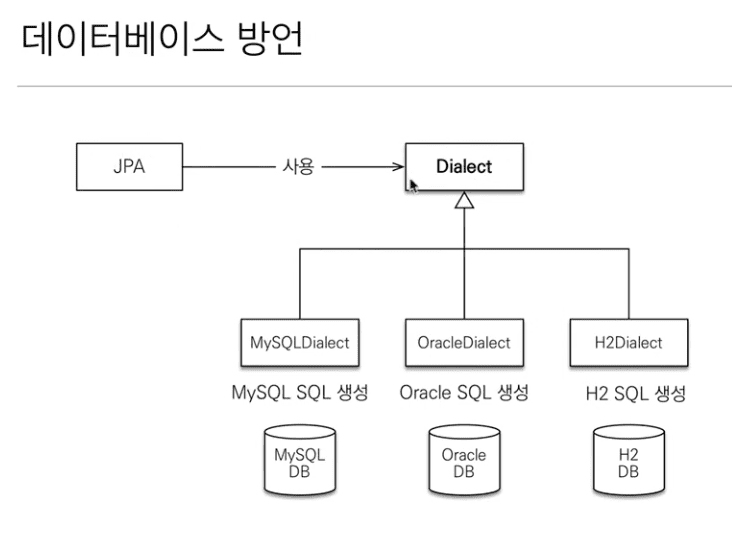 데이터베이스 방언
JPA
사용
Dialect
MySQLDialect
OracleDialect
H2Dialect
MySQL SQL 생성
Oracle SQL 생성
H2 SQL 생성
MySQL
DB
Oracle
DB
H2
DB